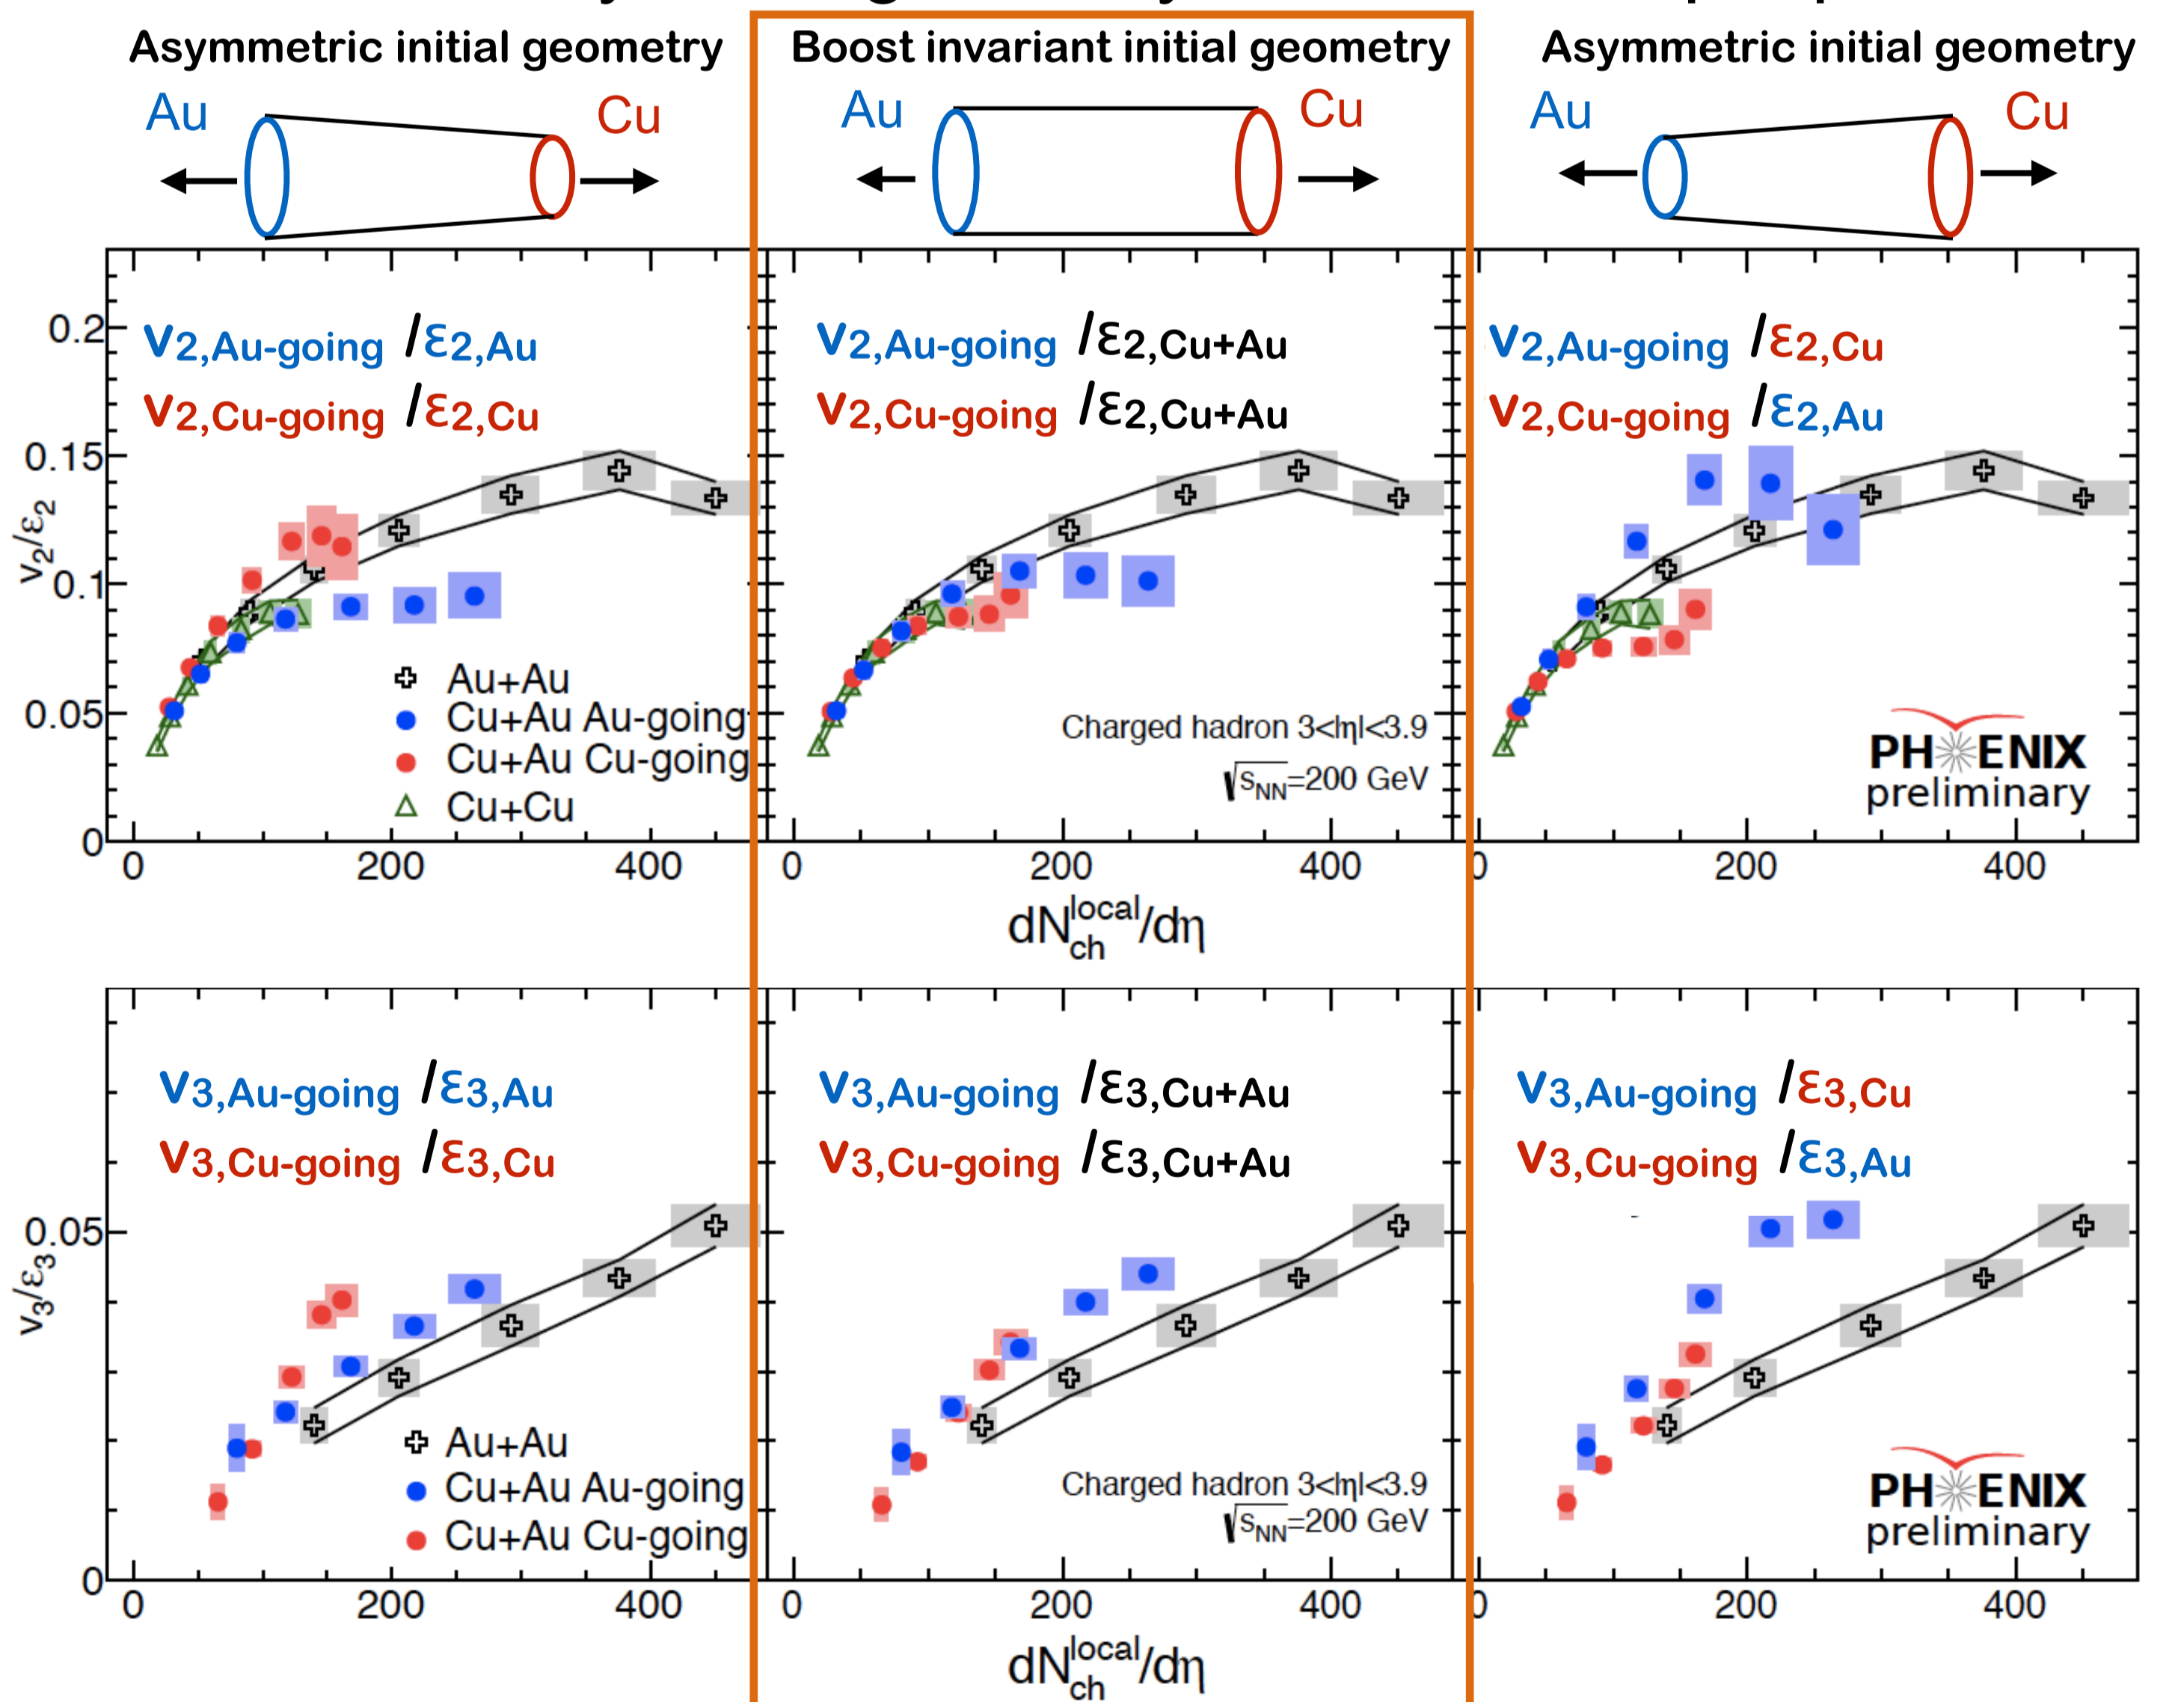 Asymmetric initial geometry
Boost invariant initial geometry
Asymmetric initial geometry
Au
Cu
Au
Cu
Au
Cu
v2/ε2
0.2
0.15
0.1
0.05
0
v2,Au-going /ε2,Au
v2,Cu-going /ε2,Cu
Au+Au
Cu+Au Au-going
Cu+Au Cu-going
Cu+Cu
v2,Au-going /ε2,Cu+Au
v2,Cu-going /ε2,Cu+Au
Charged hadron 3<|η|<3.9
√sNN=200 GeV
v2,Au-going /ε2,Cu
v2,Cu-going /ε2,Au
PHENIX
preliminary
0 200 400
0 200 400
0 200 400
dN local ch /dη
v3/ε3
0.05
0
v3,Au-going /ε3,Au
v3,Cu-going /ε3,Cu
Au+Au
Cu+Au Au-going
Cu+Au Cu-going
v3,Au-going /ε3,Cu+Au
v3,Cu-going /ε3,Cu+Au
Charged hadron 3<|η|<3.9
√sNN=200 GeV
v3,Au-going /ε3,Cu
v3,Cu-going /ε3,Au
PHENIX
preliminary
0 200 400
0 200 400
0 200 400
dN local ch /dη